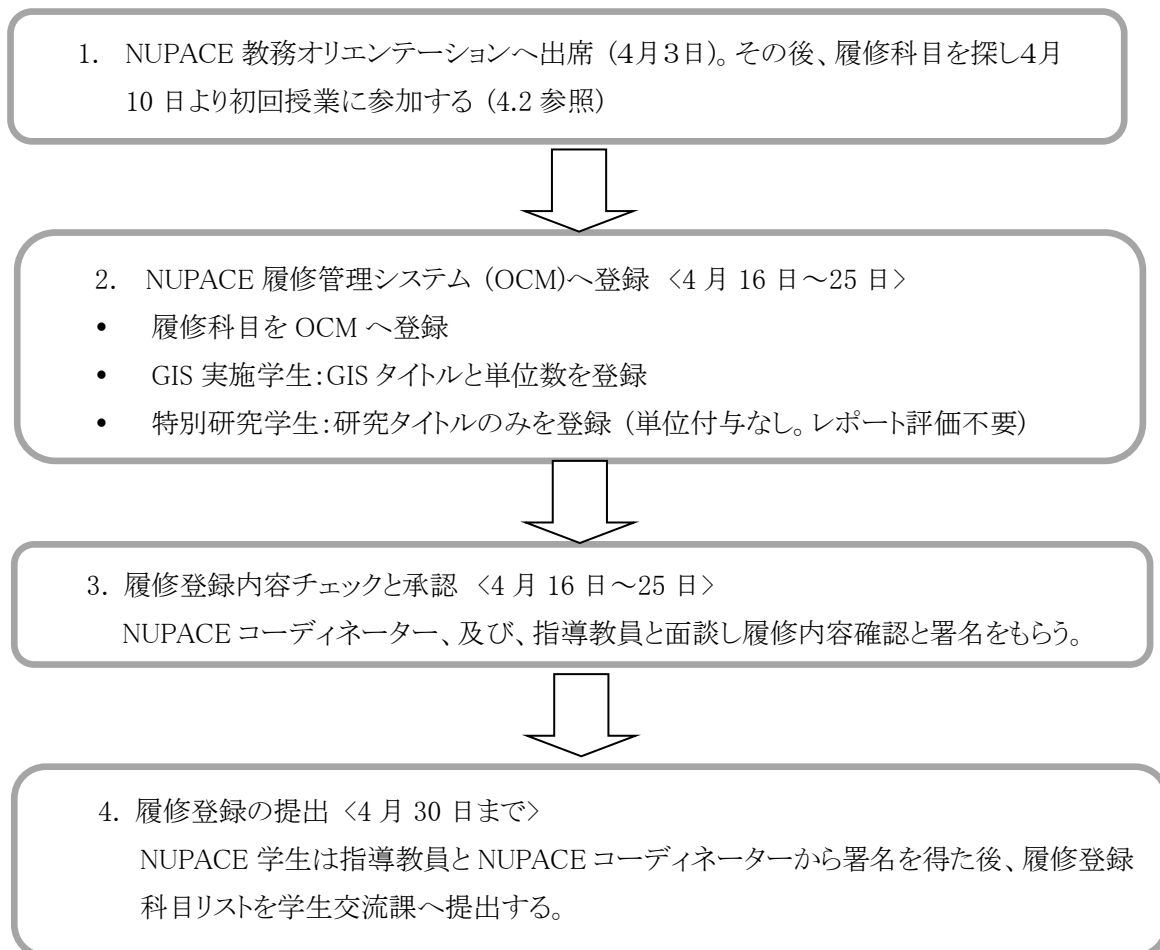 1. NUPACE 教務オリエンテーションへ出席 (4月３日)。その後、履修科目を探し４月
10 日より初回授業に参加する (4.2 参照)
2. NUPACE 履修管理システム (OCM)へ登録 〈4 月 16 日～25 日〉
• 履修科目を OCM へ登録
• GIS 実施学生：GIS タイトルと単位数を登録
• 特別研究学生：研究タイトルのみを登録 (単位付与なし。レポート評価不要)
3. 履修登録内容チェックと承認 〈4 月 16 日～25 日〉
NUPACE コーディネーター、及び、指導教員と面談し履修内容確認と署名をもらう。
4. 履修登録の提出 〈4 月 30 日まで〉
NUPACE 学生は指導教員と NUPACE コーディネーターから署名を得た後、履修登録
科目リストを学生交流課へ提出する。